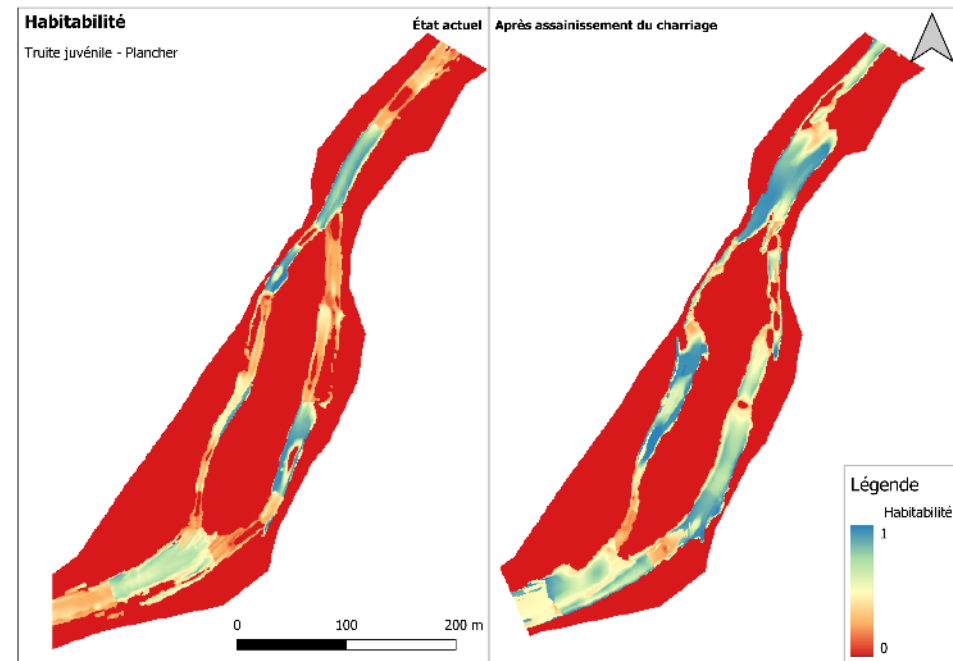 Habitabilité
État actuel
Après assainissement du charriage
Truite juvénile - Plancher
Légende
Habitabilité
1
0
0 100 200 m